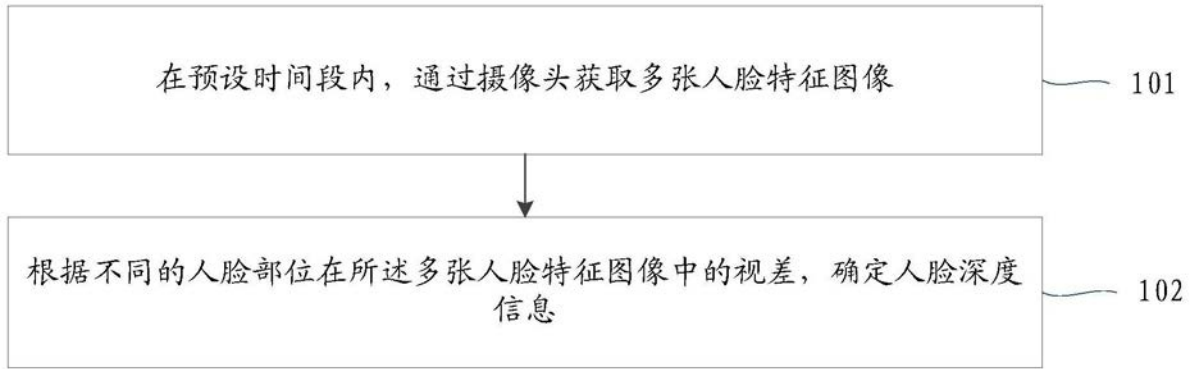 在预设时间段内，通过摄像头获取多张人脸特征图像
101
根据不同的人脸部位在所述多张人脸特征图像中的视差，确定人脸深度
信息
102